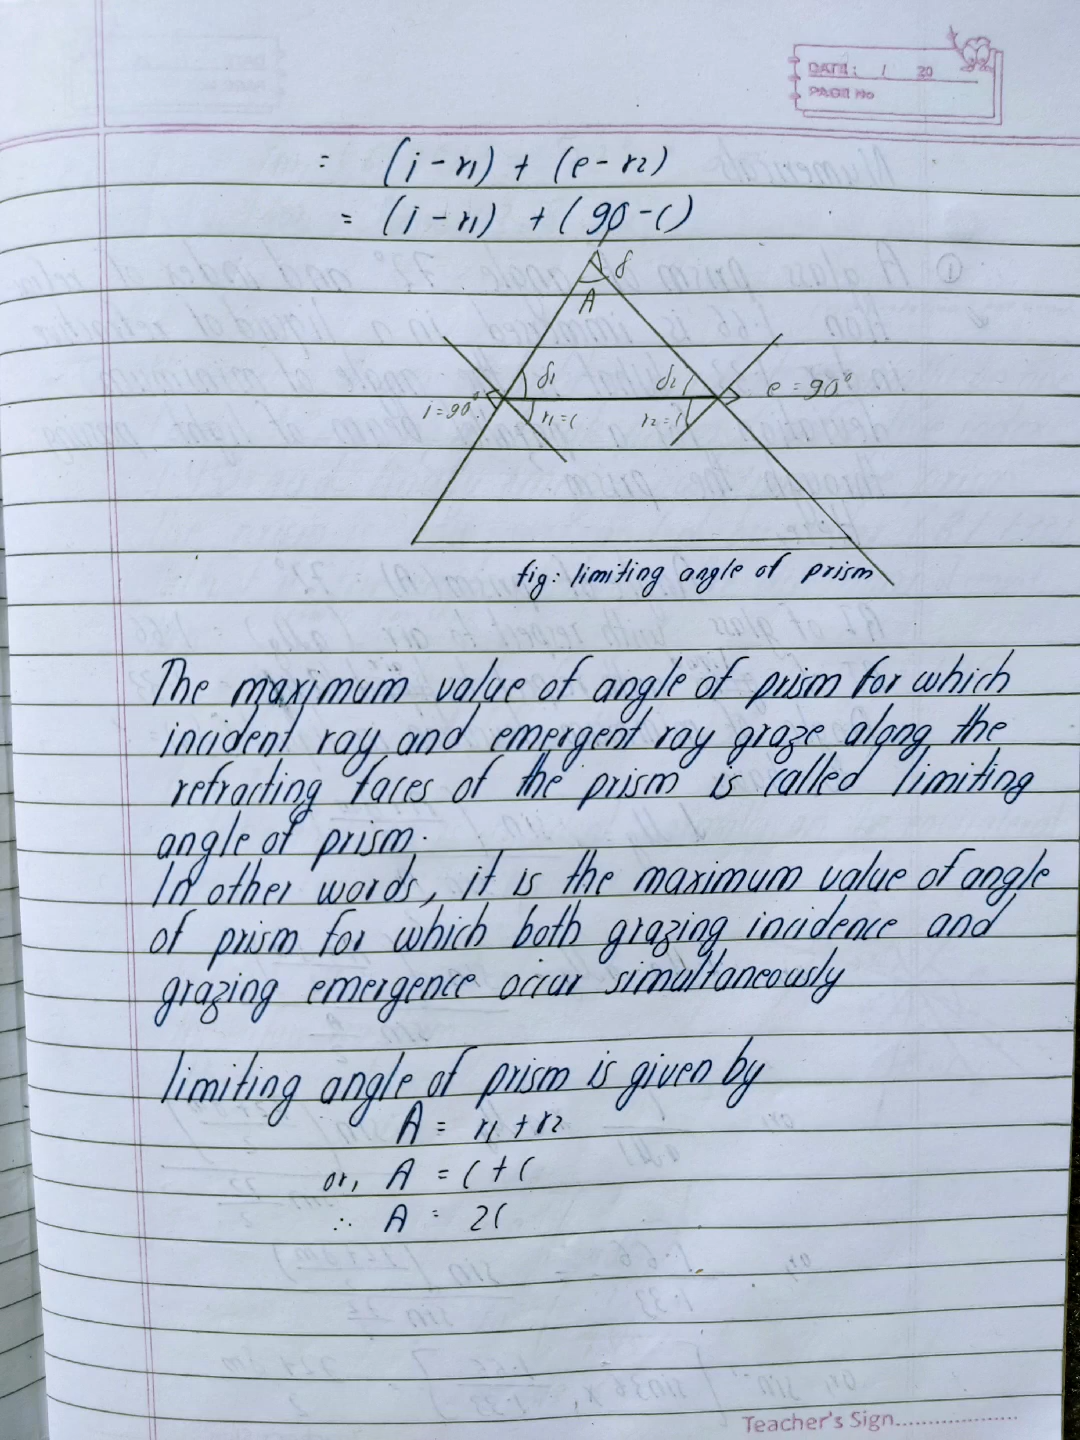 DATE: / 20
PAGE No
= (i - r1) + (e - r2)
= (i - r1) + (90 - C)
δ
A
δ1 δ2
i = 90° e = 90°
r1 = C r2 = C
fig: limiting angle of prism
The maximum value of angle of prism for which
incident ray and emergent ray graze along the
refracting faces of the prism is called limiting
angle of prism.
In other words, it is the maximum value of angle
of prism for which both grazing incidence and
grazing emergence occur simultaneously
limiting angle of prism is given by
A = r1 + r2
or, A = C + C
∴ A = 2C
Teacher's Sign....................